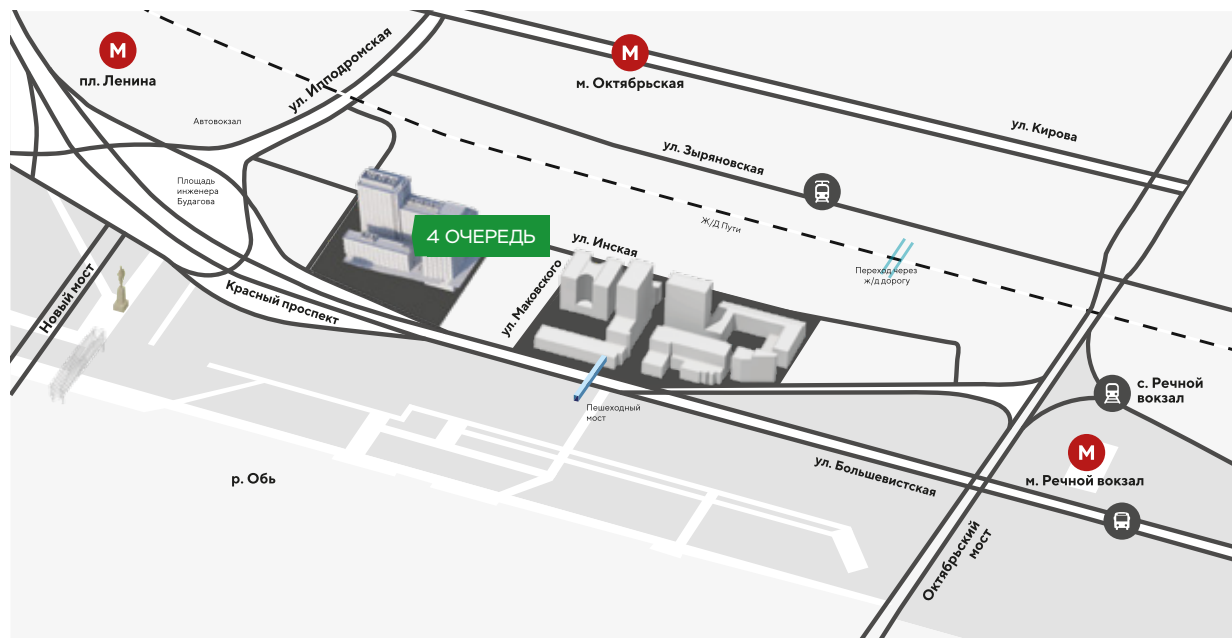 М
пл. Ленина
ул. Ипподромская
М
м. Октябрьская
ул. Кирова
Автовокзал
ул. Зыряновская
Площадь
инженера
Будагова
Ж/Д Пути
4 ОЧЕРЕДЬ
ул. Инская
Переход через
ж/д дорогу
Новый мост
Красный проспект
ул. Маковского
с. Речной
вокзал
Пешеходный
мост
М
м. Речной вокзал
ул. Большевистская
р. Обь
Октябрьский
мост